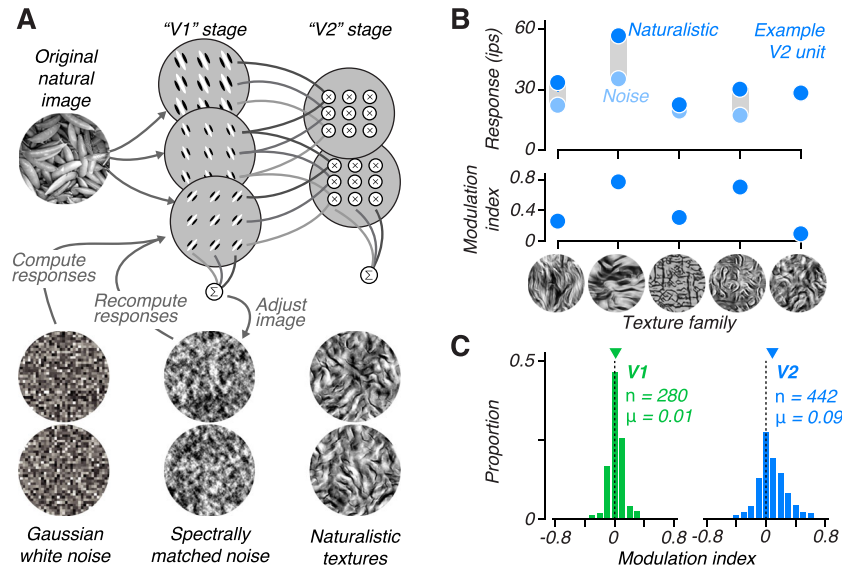 A
"V1" stage
"V2" stage
Original
natural
image
Compute
responses
Recompute
responses
Adjust
image
Σ
Σ
Gaussian
white noise
Spectrally
matched noise
Naturalistic
textures
B
Response (ips)
60
30
0
Naturalistic
Noise
Example
V2 unit
Modulation
index
0.8
0.4
0
Texture family
C
Proportion
0.5
0
V1
n = 280
μ = 0.01
V2
n = 442
μ = 0.09
-0.8 0 0.8
-0.8 0 0.8
Modulation index